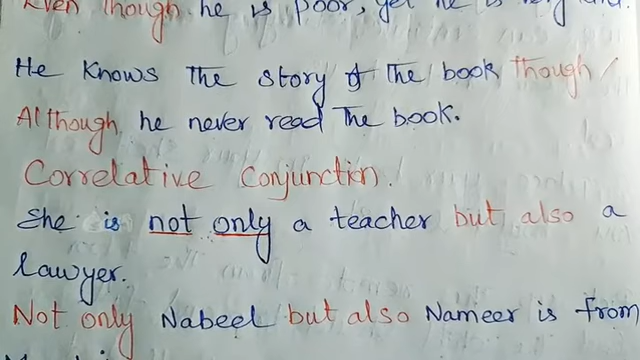 Even though he is poor, yet he is very kind.
He knows the story of the book though /
Although he never read the book.
Correlative Conjunction.
She is not only a teacher but also a
lawyer.
Not only Nabeel but also Nameer is from